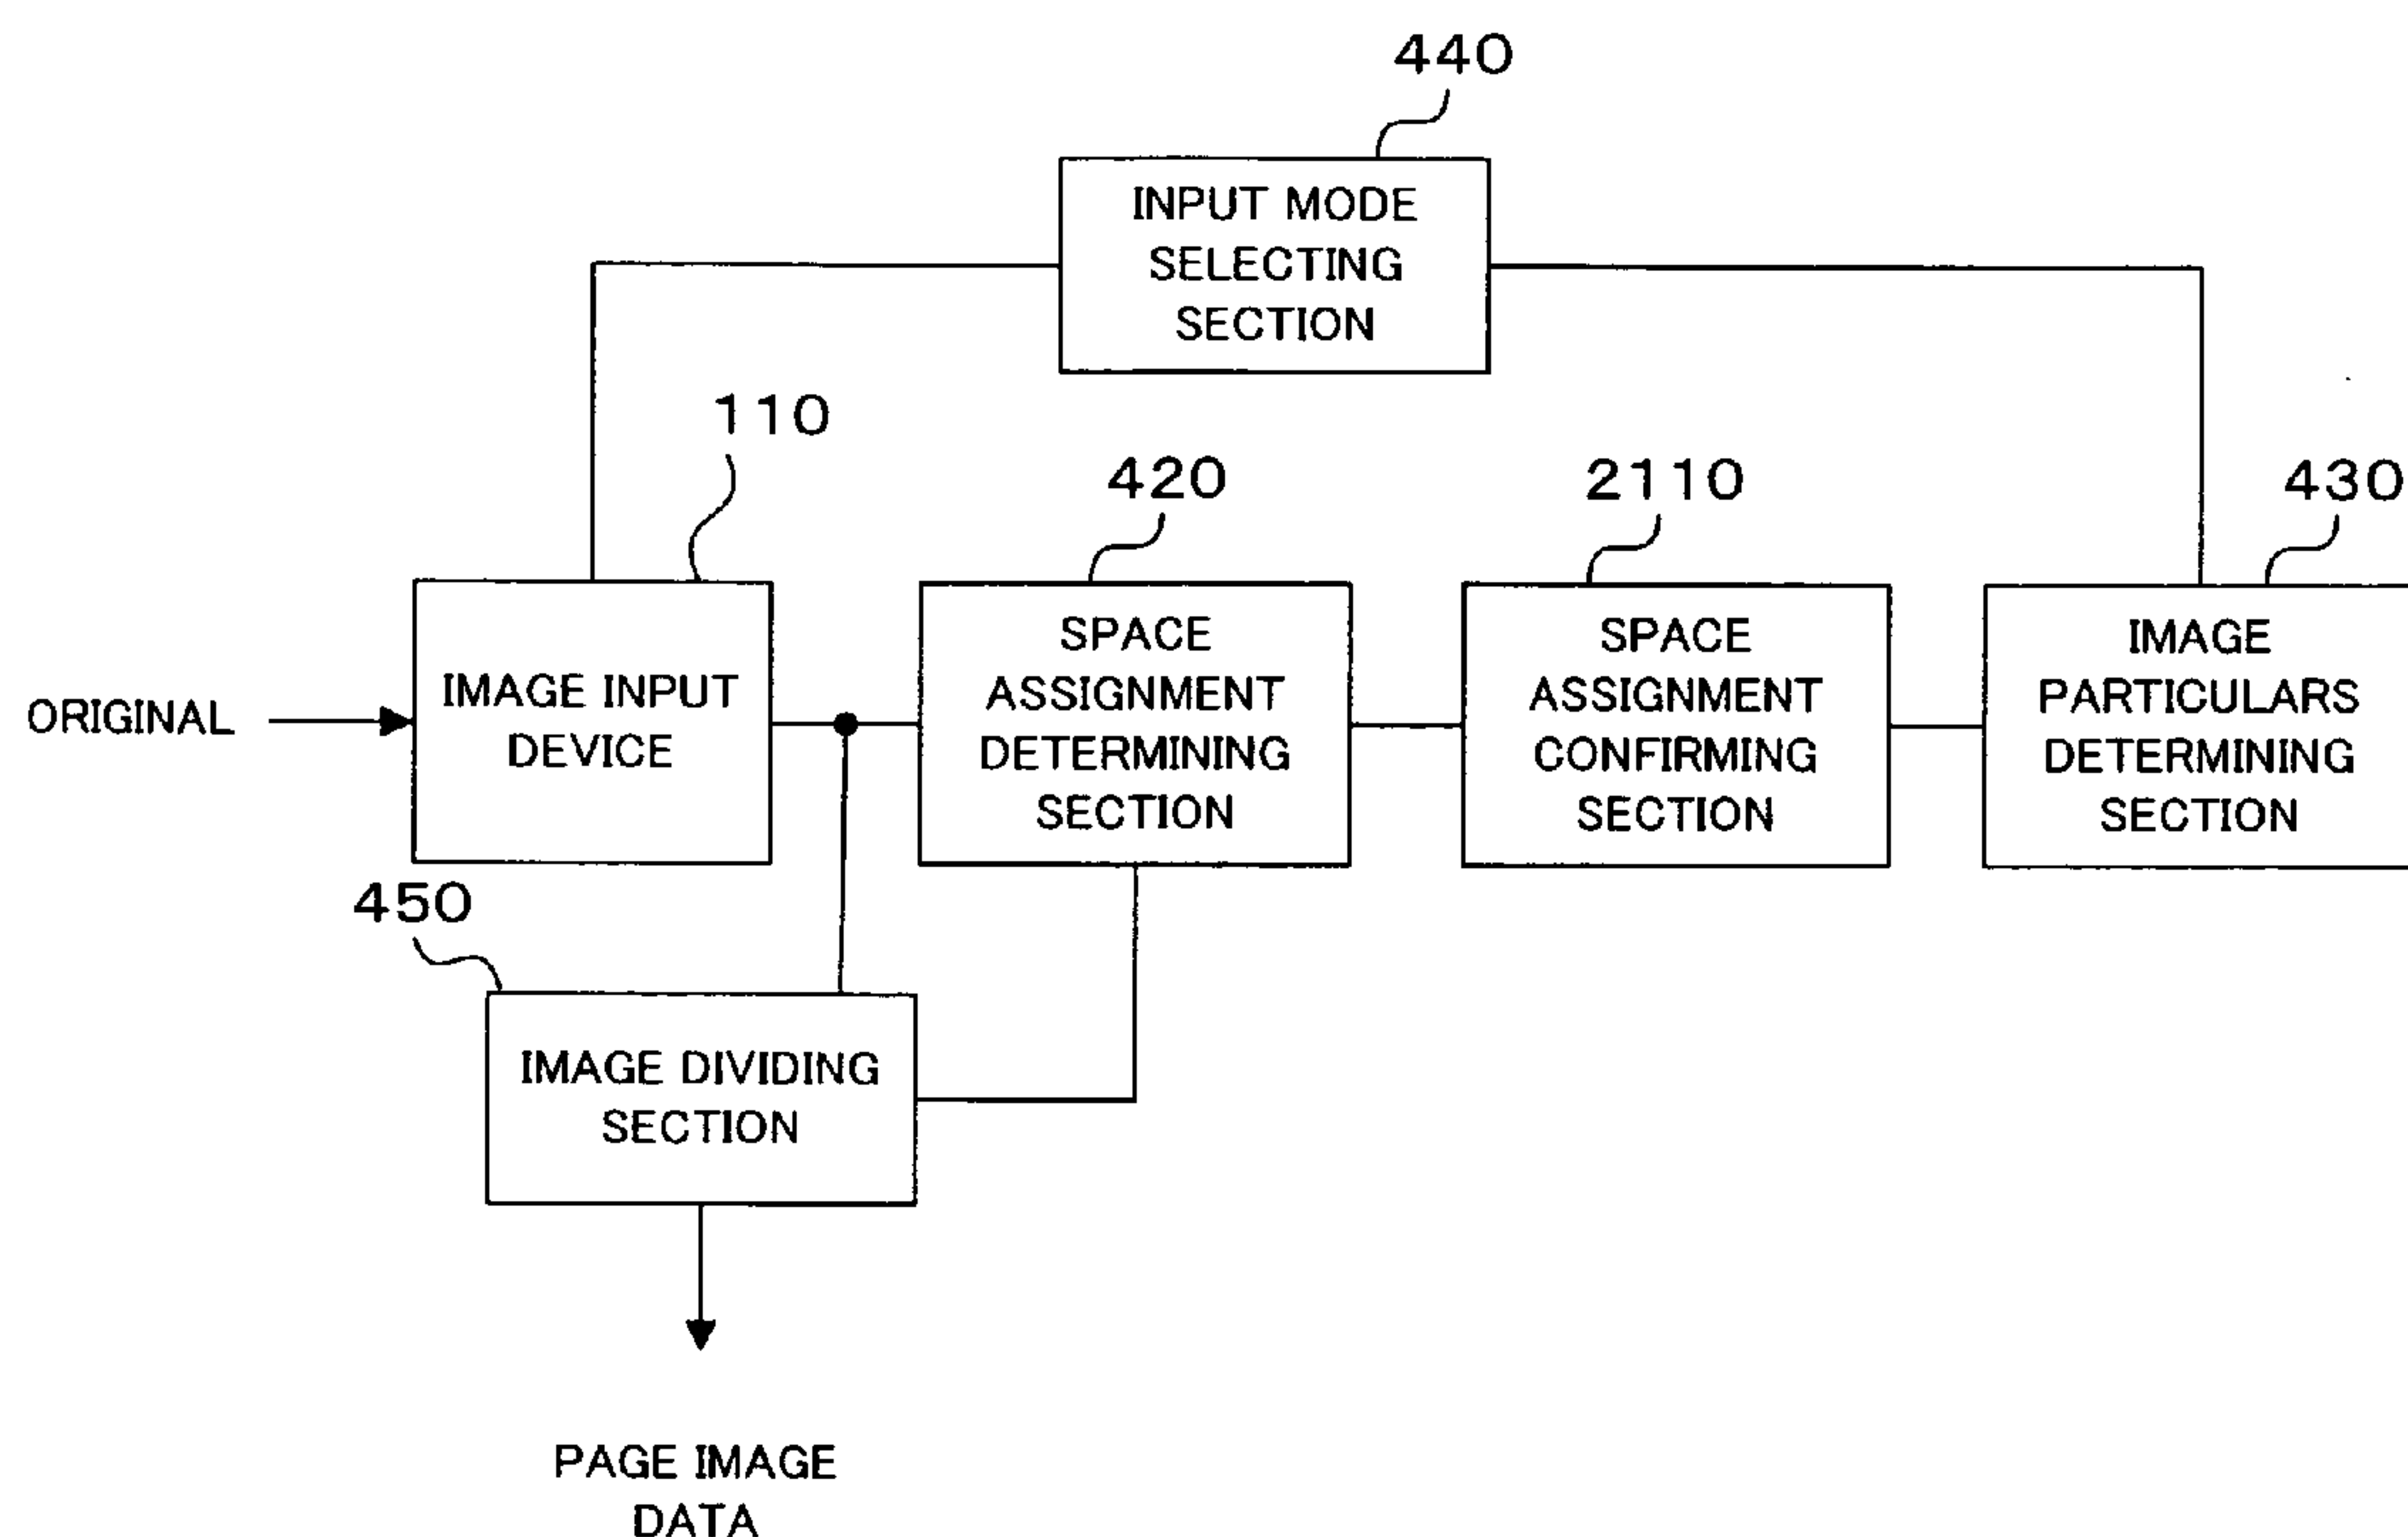 440
INPUT MODE
SELECTING
SECTION
110
420
2110
430
ORIGINAL
IMAGE INPUT
DEVICE
SPACE
ASSIGNMENT
DETERMINING
SECTION
SPACE
ASSIGNMENT
CONFIRMING
SECTION
IMAGE
PARTICULARS
DETERMINING
SECTION
450
IMAGE DIVIDING
SECTION
PAGE IMAGE
DATA